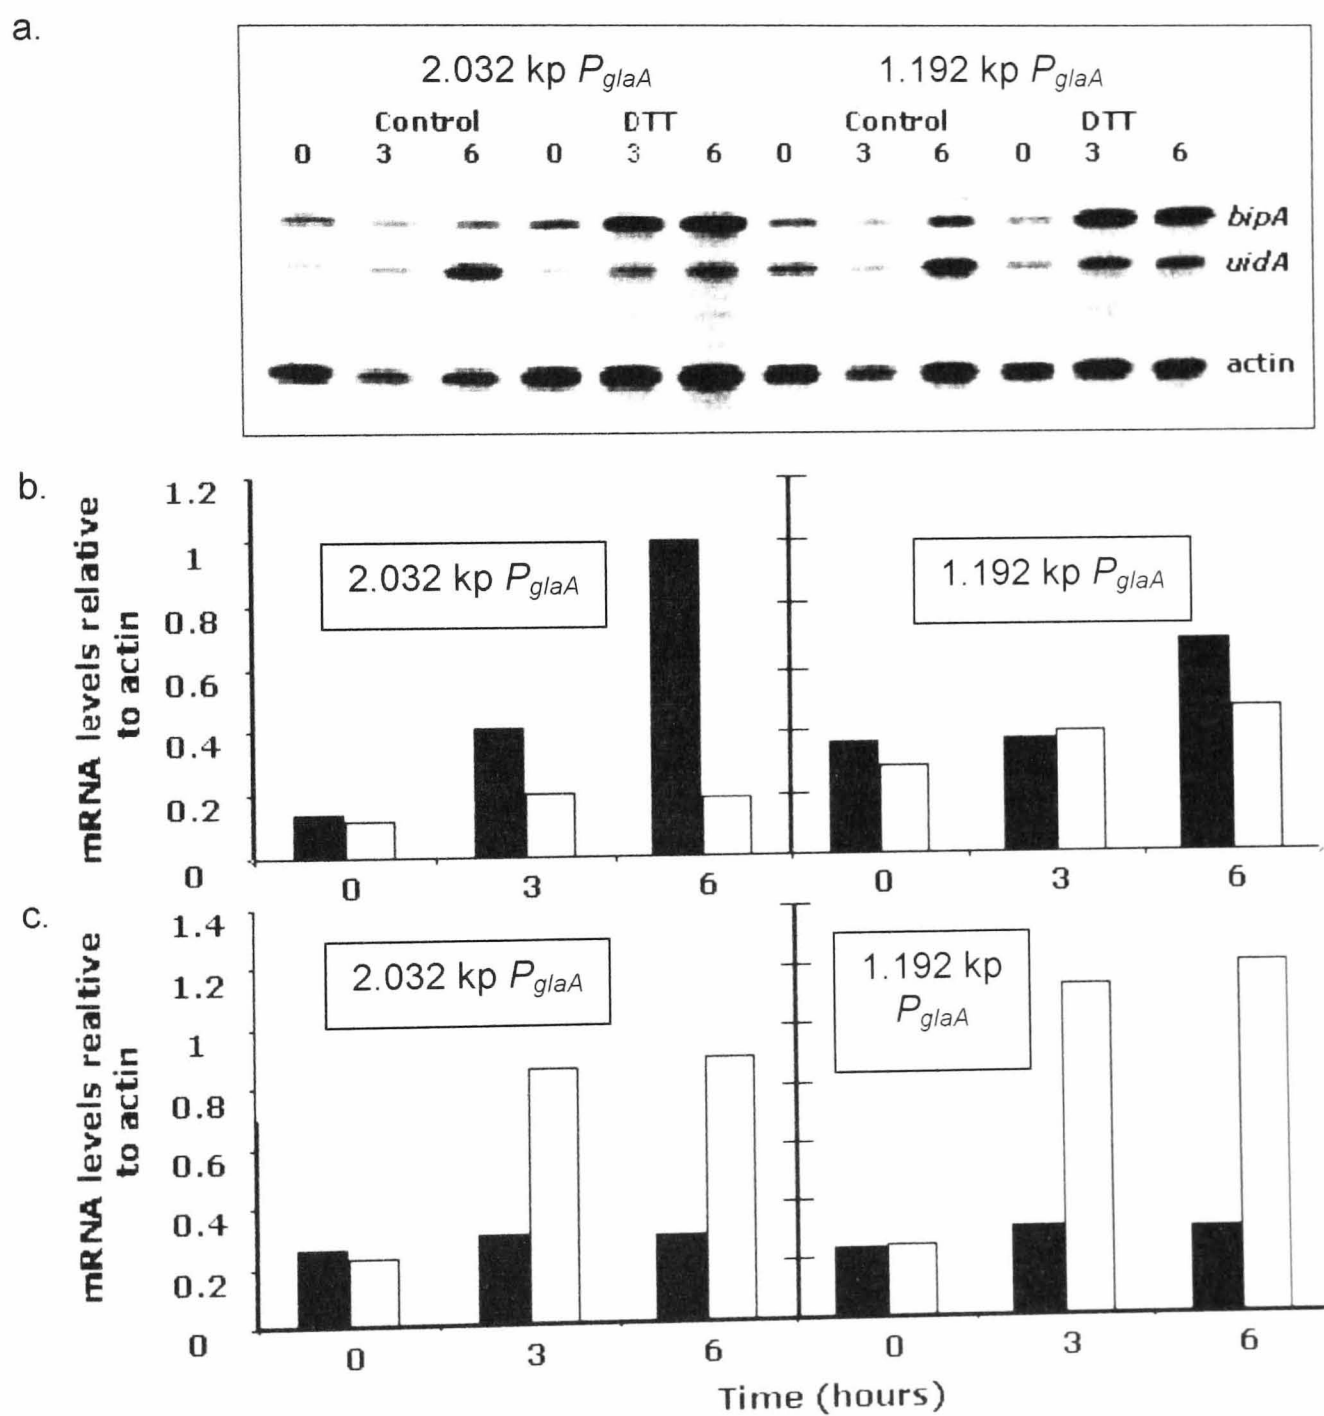 a.
2.032 kp PglaA 1.192 kp PglaA
Control DTT Control DTT
0 3 6 0 3 6 0 3 6 0 3 6
bipA
uidA
actin
b.
mRNA levels relative
to actin
1.2
1
0.8
0.6
0.4
0.2
0
2.032 kp PglaA
1.192 kp PglaA
0 3 6 0 3 6
c.
mRNA levels realtive
to actin
1.4
1.2
1
0.8
0.6
0.4
0.2
0
2.032 kp PglaA
1.192 kp
PglaA
0 3 6 0 3 6
Time (hours)